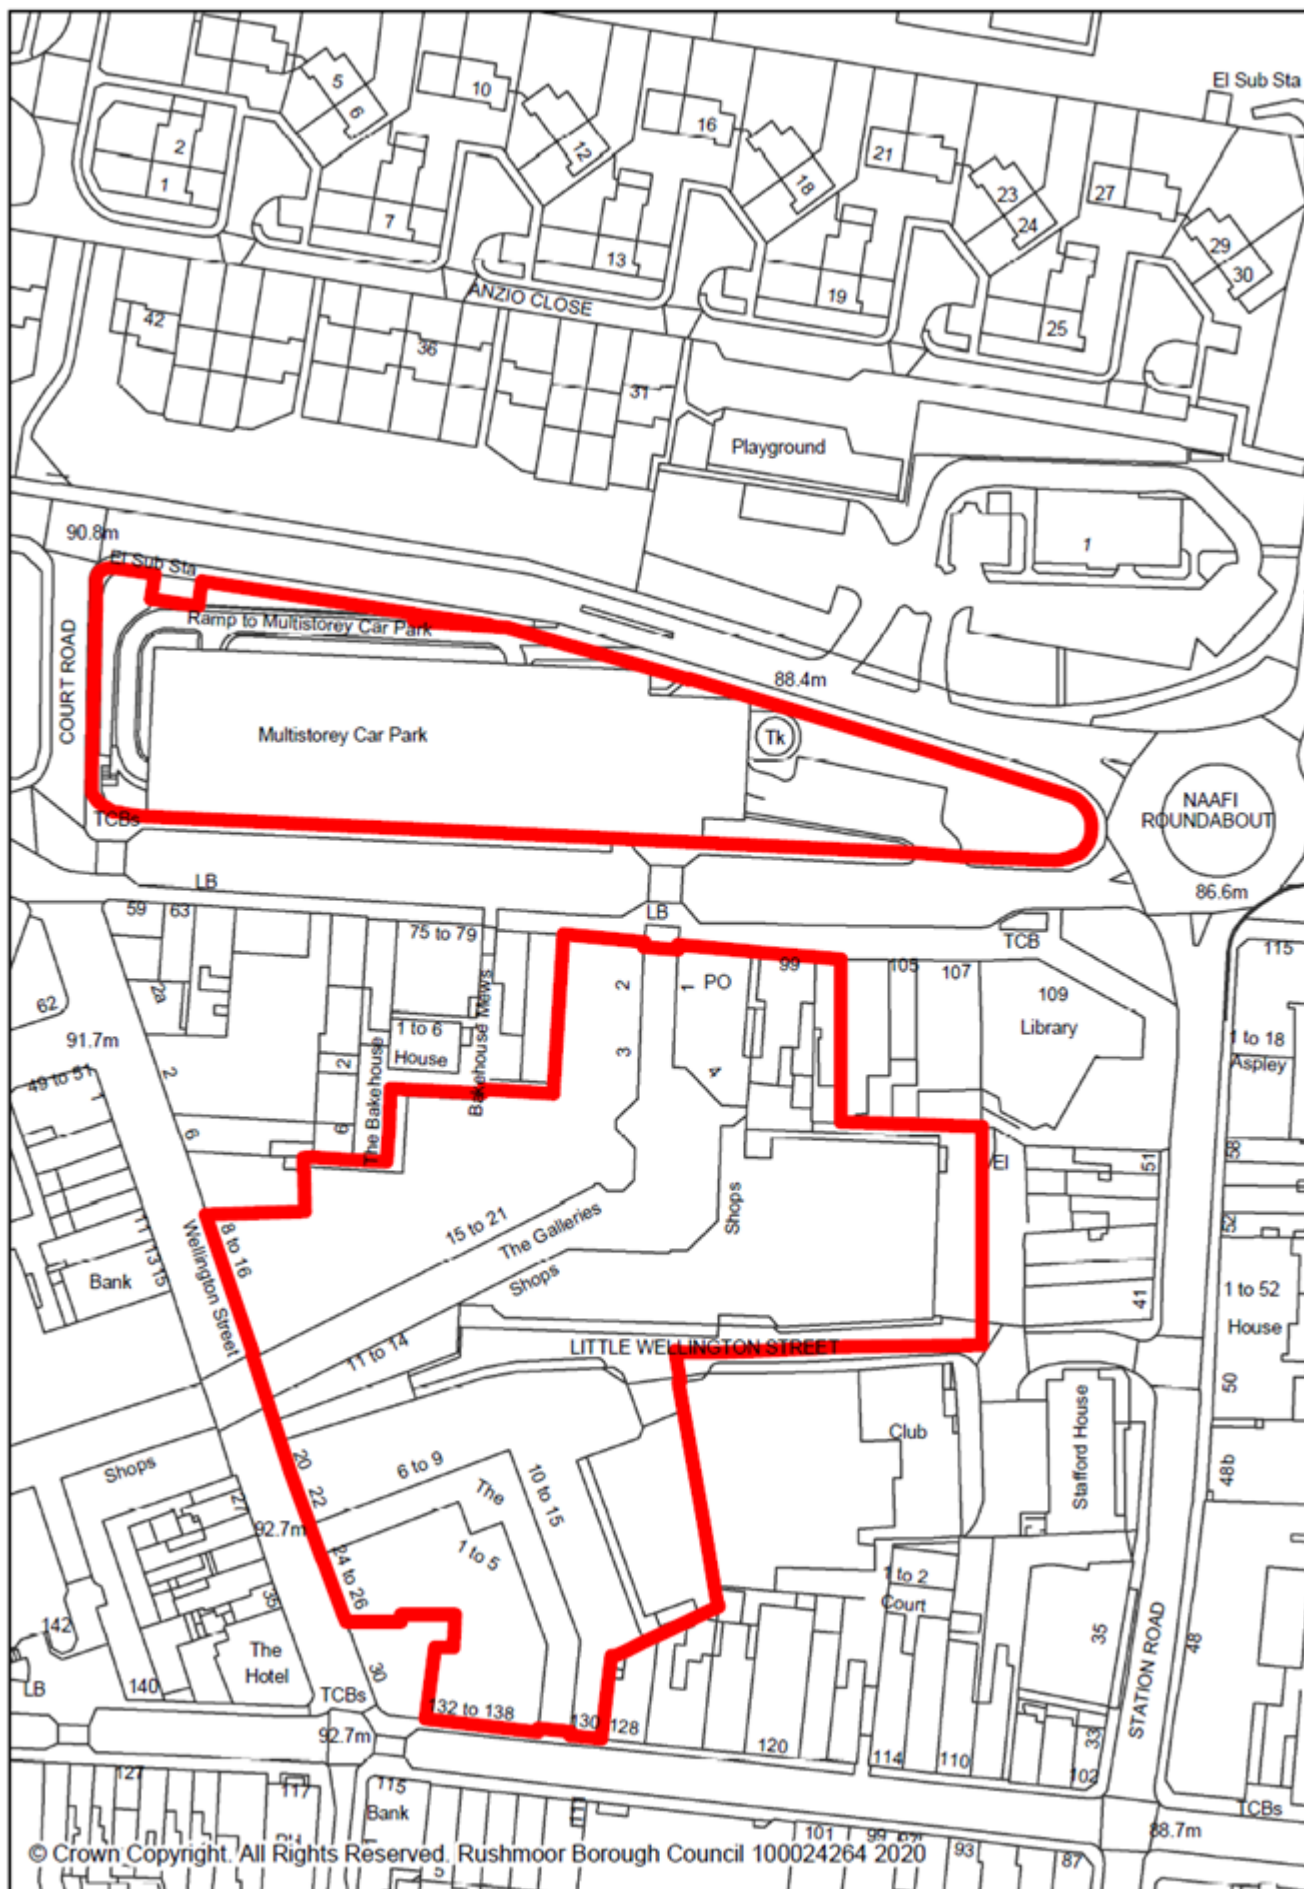 El Sub Sta
5
6
10
12
16
18
21
23
24
27
29
30
2
1
7
13
19
25
ANZIO CLOSE
42
36
31
Playground
1
90.8m
El Sub Sta
Ramp to Multistorey Car Park
COURT ROAD
88.4m
Multistorey Car Park
Tk
NAAFI
ROUNDABOUT
TCBs
86.6m
LB
LB
TCB
59
63
75 to 79
99
105
107
115
PO
109
Library
62
2a
91.7m
2
1
3
4
1 to 6
House
Bakehouse Mews
The Bakehouse
2
6
1 to 18
Aspley
49 to 51
1
2
6
El
51
58
52
Wellington Street
8 to 16
15 to 21
The Galleries
Shops
Shops
11
13
15
Bank
41
1 to 52
House
11 to 14
LITTLE WELLINGTON STREET
50
Club
Stafford House
Shops
20
22
6 to 9
The
10 to 15
1 to 5
27
92.7m
24 to 26
48b
35
1 to 2
Court
35
STATION ROAD
48
142
The
Hotel
30
LB
140
TCBs
132 to 138
130
128
120
114
110
33
102
92.7m
127
117
115
Bank
111
TCBs
88.7m
101
99
93
87
5
© Crown Copyright. All Rights Reserved. Rushmoor Borough Council 100024264 2020